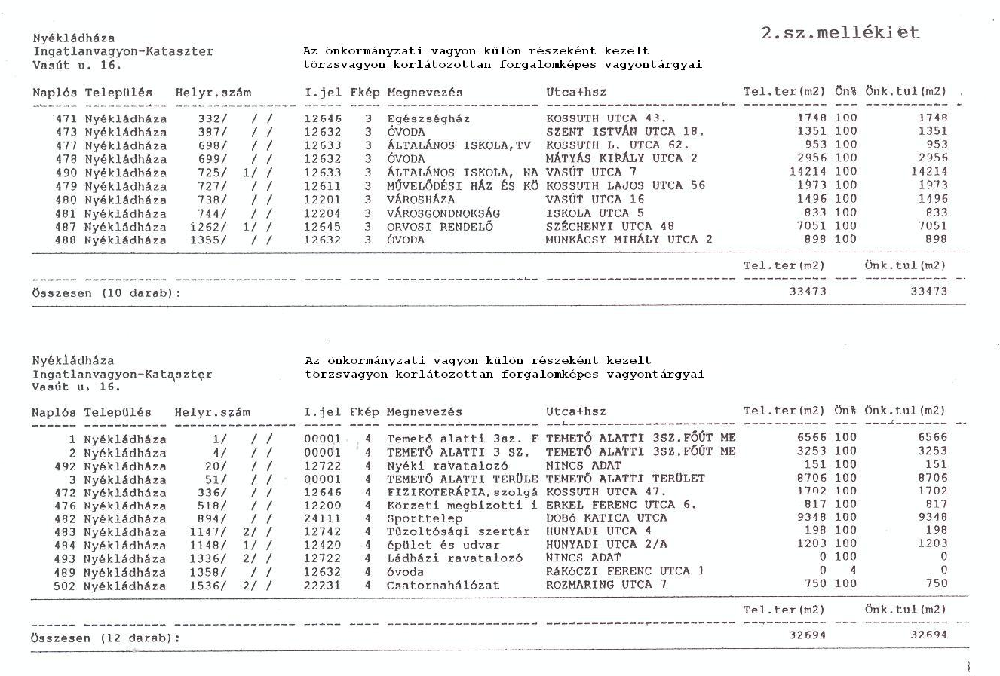 2.sz.melléklet
Nyékládháza
Ingatlanvagyon-Kataszter Az önkormányzati vagyon külön részeként kezelt
Vasút u. 16. törzsvagyon korlátozottan forgalomképes vagyontárgyai
Naplós Település Helyr.szám I.jel Fkép Megnevezés Utca+hsz Tel.ter(m2) Ön% Önk.tul(m2)
471 Nyékládháza 332/ / / 12646 3 Egészségház KOSSUTH UTCA 43. 1748 100 1748
473 Nyékládháza 387/ / / 12632 3 ÓVODA SZENT ISTVÁN UTCA 18. 1351 100 1351
477 Nyékládháza 698/ / / 12633 3 ÁLTALÁNOS ISKOLA,TV KOSSUTH L. UTCA 62. 953 100 953
478 Nyékládháza 699/ / / 12632 3 ÓVODA MÁTYÁS KIRÁLY UTCA 2 2956 100 2956
490 Nyékládháza 725/ 1/ / 12633 3 ÁLTALÁNOS ISKOLA, NA VASÚT UTCA 7 14214 100 14214
479 Nyékládháza 727/ / / 12611 3 MŰVELŐDÉSI HÁZ ÉS KÖ KOSSUTH LAJOS UTCA 56 1973 100 1973
480 Nyékládháza 738/ / / 12201 3 VÁROSHÁZA VASÚT UTCA 16 1496 100 1496
481 Nyékládháza 744/ / / 12204 3 VÁROSGONDNOKSÁG ISKOLA UTCA 5 833 100 833
487 Nyékládháza 1262/ 1/ / 12645 3 ORVOSI RENDELŐ SZÉCHENYI UTCA 48 7051 100 7051
488 Nyékládháza 1355/ / / 12632 3 ÓVODA MUNKÁCSY MIHÁLY UTCA 2 898 100 898
Tel.ter(m2) Önk.tul(m2)
Összesen (10 darab): 33473 33473
Nyékládháza Az önkormányzati vagyon külön részeként kezelt
Ingatlanvagyon-Kataszter törzsvagyon korlátozottan forgalomképes vagyontárgyai
Vasút u. 16.
Naplós Település Helyr.szám I.jel Fkép Megnevezés Utca+hsz Tel.ter(m2) Ön% Önk.tul(m2)
1 Nyékládháza 1/ / / 00001 4 Temető alatti 3sz. F TEMETŐ ALATTI 3SZ.FŐÚT ME 6566 100 6566
2 Nyékládháza 4/ / / 00001 4 TEMETŐ ALATTI 3 SZ. TEMETŐ ALATTI 3SZ.FŐÚT ME 3253 100 3253
492 Nyékládháza 20/ / / 12722 4 Nyéki ravatalozó NINCS ADAT 151 100 151
3 Nyékládháza 51/ / / 00001 4 TEMETŐ ALATTI TERÜLE TEMETŐ ALATTI TERÜLET 8706 100 8706
472 Nyékládháza 336/ / / 12646 4 FIZIKOTERÁPIA,szolgá KOSSUTH UTCA 47. 1702 100 1702
476 Nyékládháza 518/ / / 12200 4 Körzeti megbízotti i ERKEL FERENC UTCA 6. 817 100 817
482 Nyékládháza 894/ / / 24111 4 Sporttelep DOBÓ KATICA UTCA 9348 100 9348
483 Nyékládháza 1147/ 2/ / 12742 4 Tűzoltósági szertár HUNYADI UTCA 4 198 100 198
484 Nyékládháza 1148/ 1/ / 12420 4 épület és udvar HUNYADI UTCA 2/A 1203 100 1203
493 Nyékládháza 1336/ 2/ / 12722 4 Ládházi ravatalozó NINCS ADAT 0 100 0
489 Nyékládháza 1358/ / / 12632 4 óvoda RÁKÓCZI FERENC UTCA 1 0 4 0
502 Nyékládháza 1536/ 2/ / 22231 4 Csatornahálózat ROZMARING UTCA 7 750 100 750
Tel.ter(m2) Önk.tul(m2)
Összesen (12 darab): 32694 32694